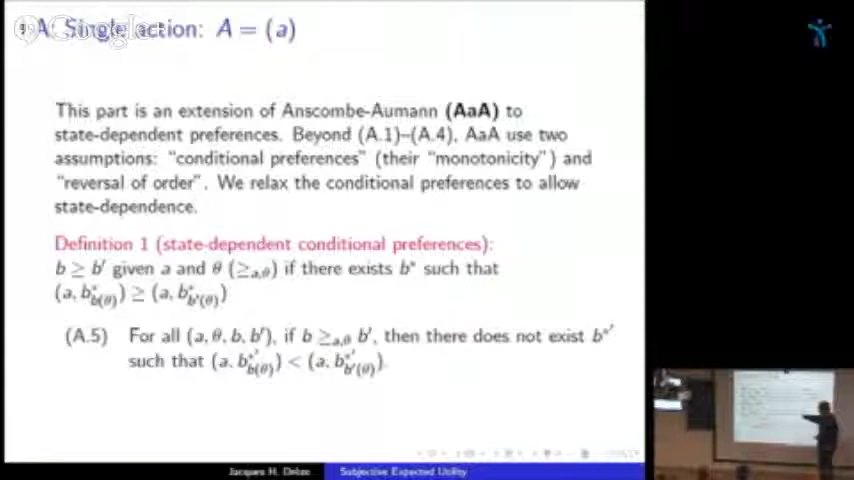 A: Single action: A = (a)
This part is an extension of Anscombe-Aumann (AaA) to
state-dependent preferences. Beyond (A.1)–(A.4), AaA use two
assumptions: “conditional preferences” (their “monotonicity”) and
“reversal of order”. We relax the conditional preferences to allow
state-dependence.
Definition 1 (state-dependent conditional preferences):
b ≥ b′ given a and θ (≥a,θ) if there exists b* such that
(a, b*b(θ)) ≥ (a, b*b′(θ))
(A.5) For all (a, θ, b, b′), if b ≥a,θ b′, then there does not exist b*′
such that (a, b*′b(θ)) < (a, b*′b′(θ)).
Jacques H. Drèze Subjective Expected Utility